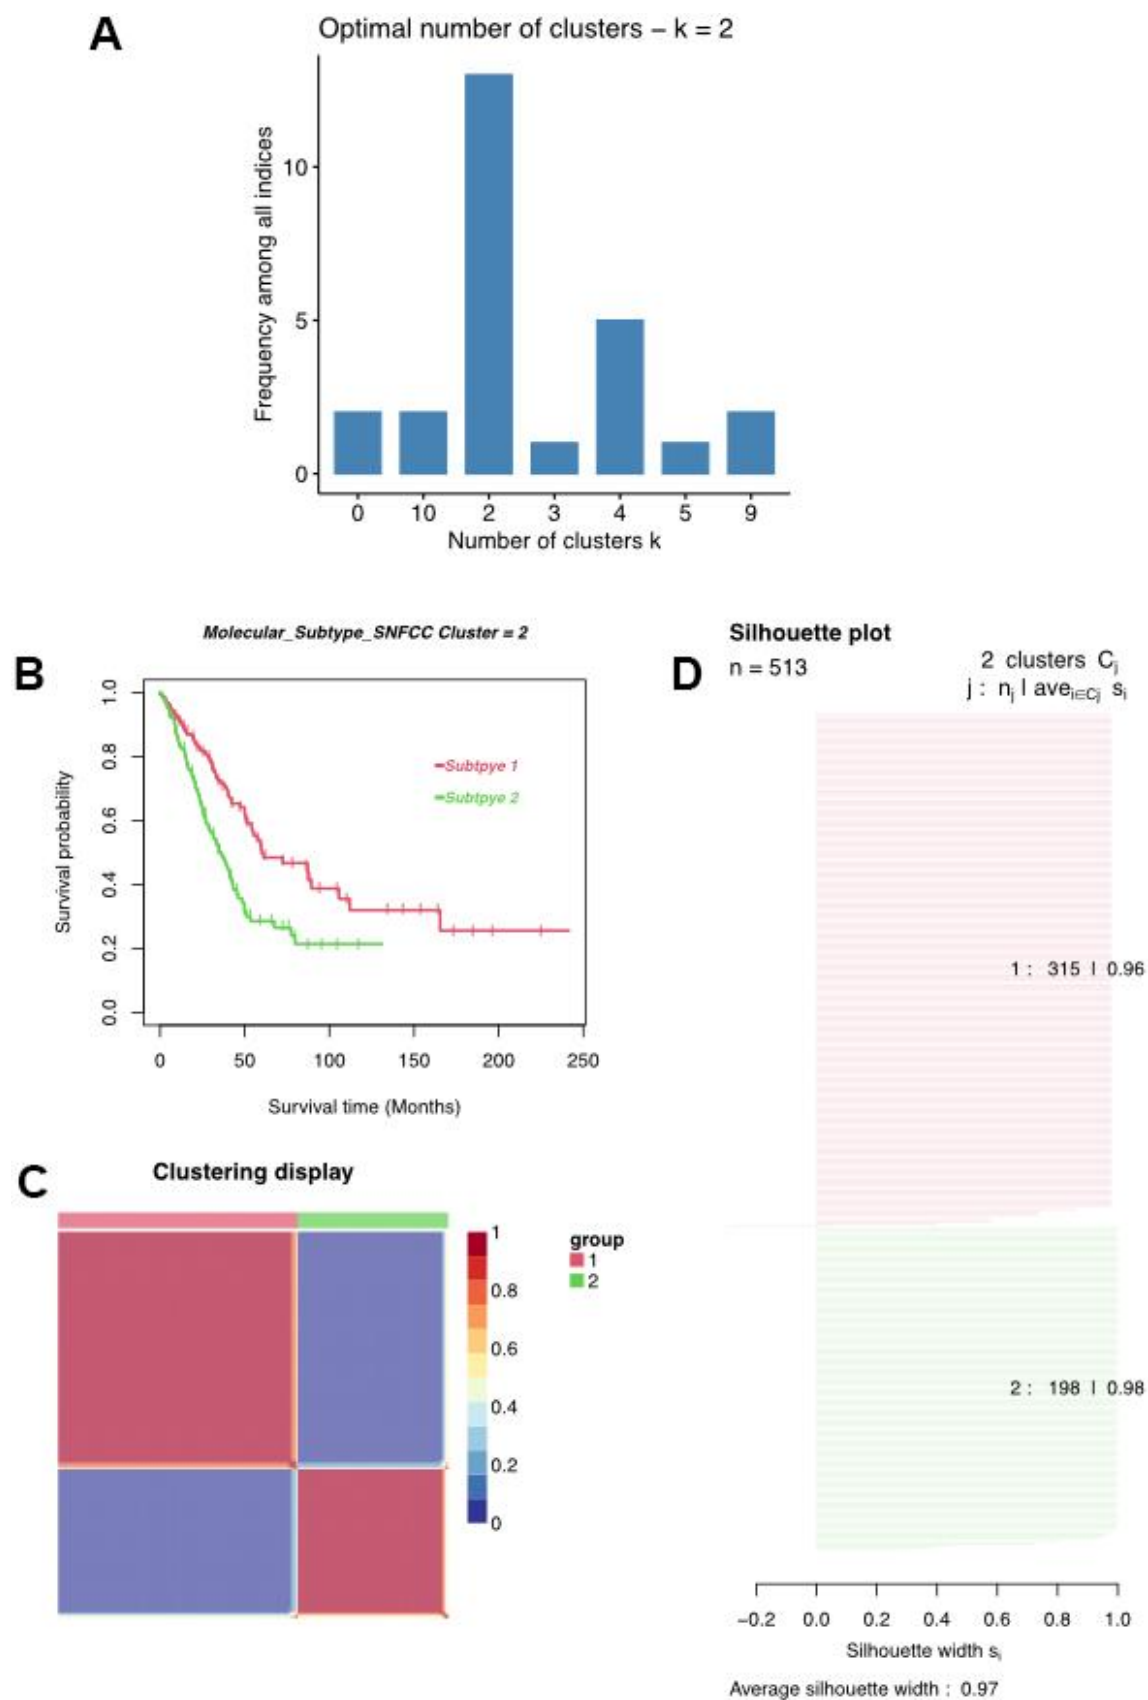 A
Optimal number of clusters – k = 2
Frequency among all indices
10
5
0
0 10 2 3 4 5 9
Number of clusters k
B
Molecular_Subtype_SNFCC Cluster = 2
Survival probability
1.0
0.8
0.6
0.4
0.2
0.0
Subtpye 1
Subtpye 2
0 50 100 150 200 250
Survival time (Months)
C
Clustering display
1
0.8
0.6
0.4
0.2
0
group
1
2
D
Silhouette plot
n = 513
2 clusters Cj
j : nj | avei∈Cj si
1 : 315 | 0.96
2 : 198 | 0.98
−0.2 0.0 0.2 0.4 0.6 0.8 1.0
Silhouette width si
Average silhouette width : 0.97